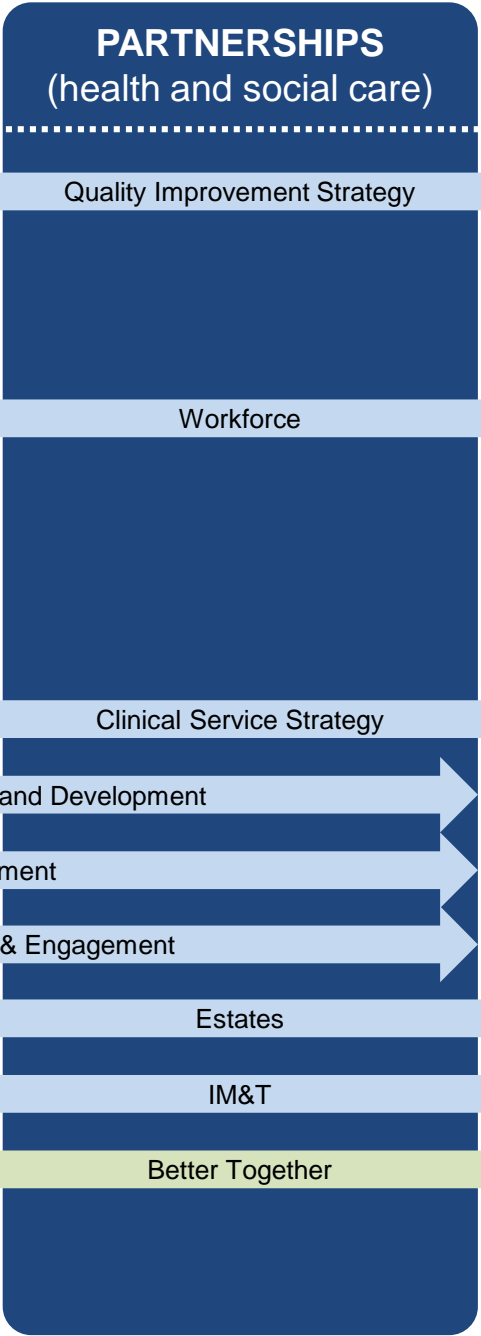 PARTNERSHIPS
(health and social care)
Quality Improvement Strategy
Workforce
Clinical Service Strategy
and Development
ment
& Engagement
Estates
IM&T
Better Together